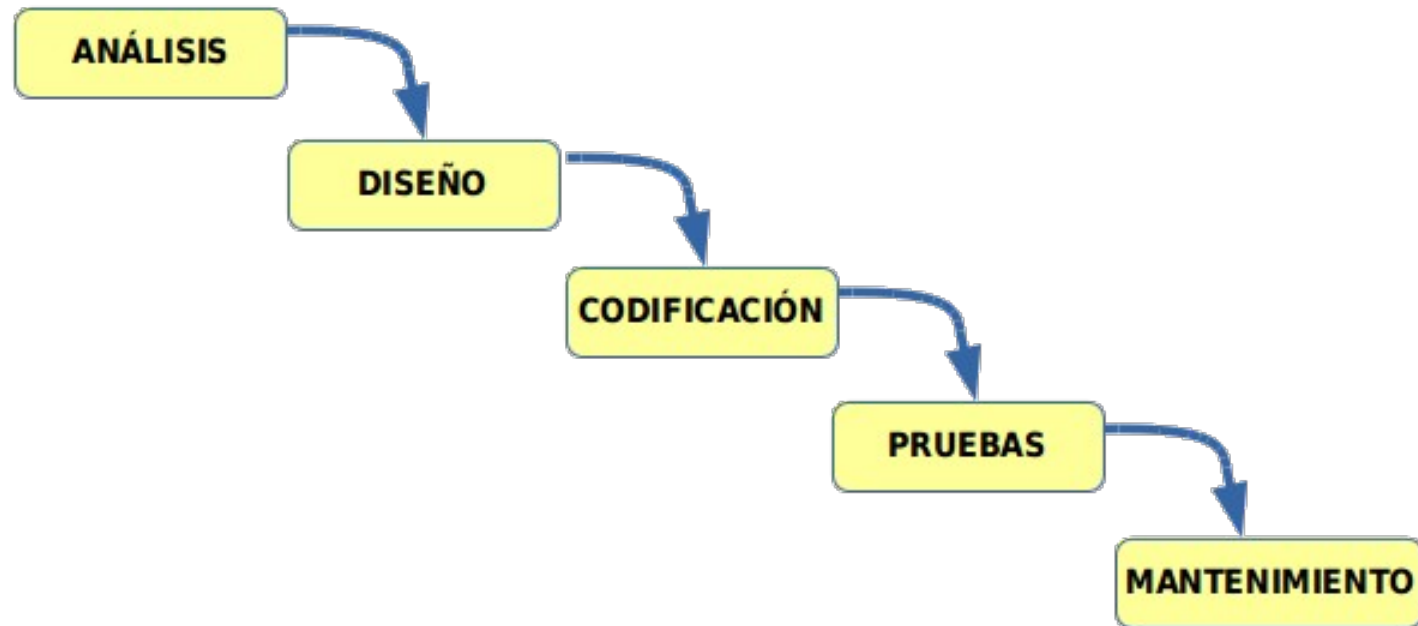 ANÁLISIS
DISEÑO
CODIFICACIÓN
PRUEBAS
MANTENIMIENTO